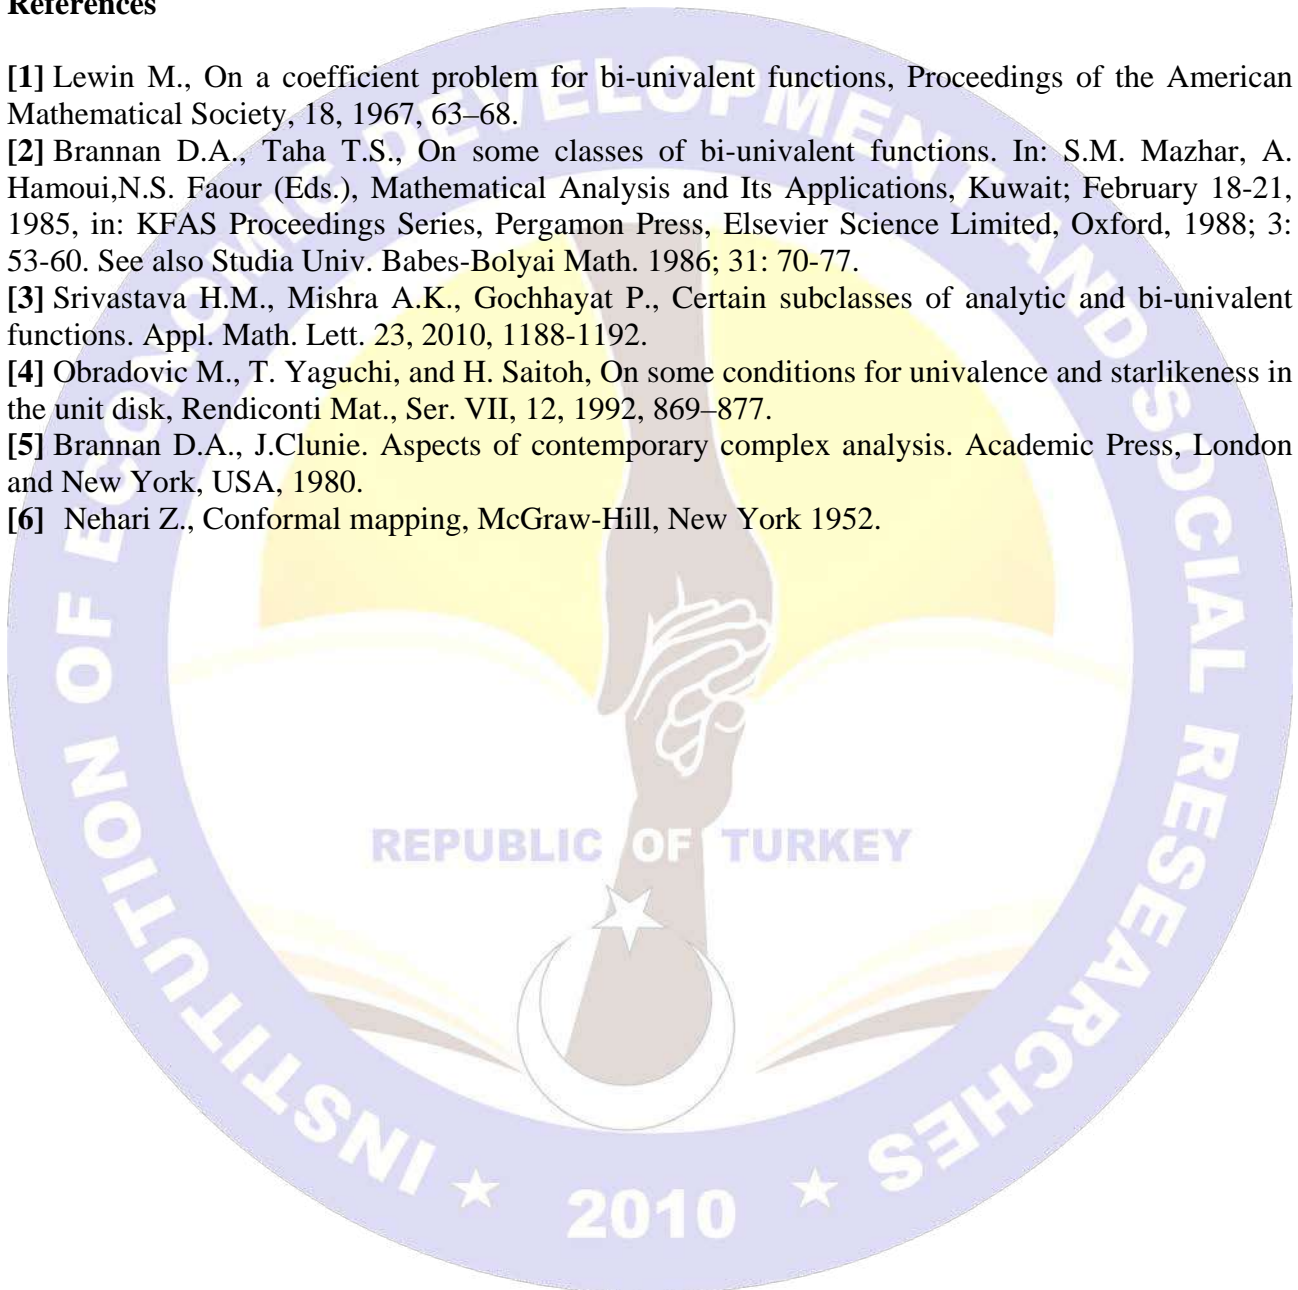 References
[1] Lewin M., On a coefficient problem for bi-univalent functions, Proceedings of the American
Mathematical Society, 18, 1967, 63–68.
[2] Brannan D.A., Taha T.S., On some classes of bi-univalent functions. In: S.M. Mazhar, A.
Hamoui,N.S. Faour (Eds.), Mathematical Analysis and Its Applications, Kuwait; February 18-21,
1985, in: KFAS Proceedings Series, Pergamon Press, Elsevier Science Limited, Oxford, 1988; 3:
53-60. See also Studia Univ. Babes-Bolyai Math. 1986; 31: 70-77.
[3] Srivastava H.M., Mishra A.K., Gochhayat P., Certain subclasses of analytic and bi-univalent
functions. Appl. Math. Lett. 23, 2010, 1188-1192.
[4] Obradovic M., T. Yaguchi, and H. Saitoh, On some conditions for univalence and starlikeness in
the unit disk, Rendiconti Mat., Ser. VII, 12, 1992, 869–877.
[5] Brannan D.A., J.Clunie. Aspects of contemporary complex analysis. Academic Press, London
and New York, USA, 1980.
[6] Nehari Z., Conformal mapping, McGraw-Hill, New York 1952.
INSTITUTION OF ECONOMIC DEVELOPMENT AND SOCIAL RESEARCHES
REPUBLIC OF TURKEY
2010